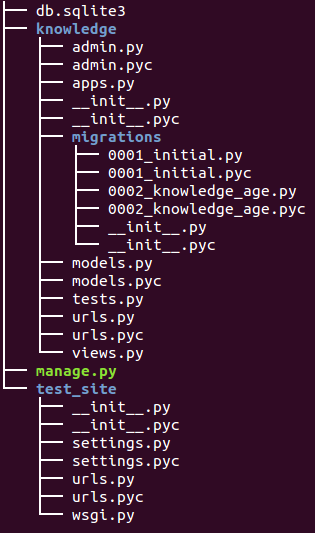 db.sqlite3
knowledge
admin.py
admin.pyc
apps.py
__init__.py
__init__.pyc
migrations
0001_initial.py
0001_initial.pyc
0002_knowledge_age.py
0002_knowledge_age.pyc
__init__.py
__init__.pyc
models.py
models.pyc
tests.py
urls.py
urls.pyc
views.py
manage.py
test_site
__init__.py
__init__.pyc
settings.py
settings.pyc
urls.py
urls.pyc
wsgi.py